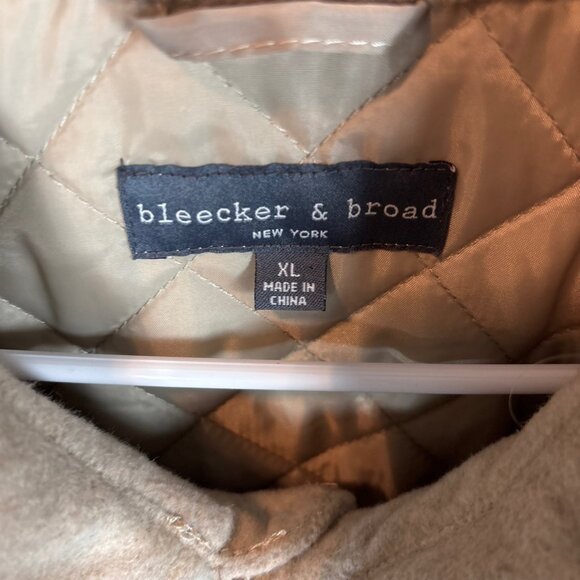 bleecker & broad
NEW YORK
XL
MADE IN
CHINA